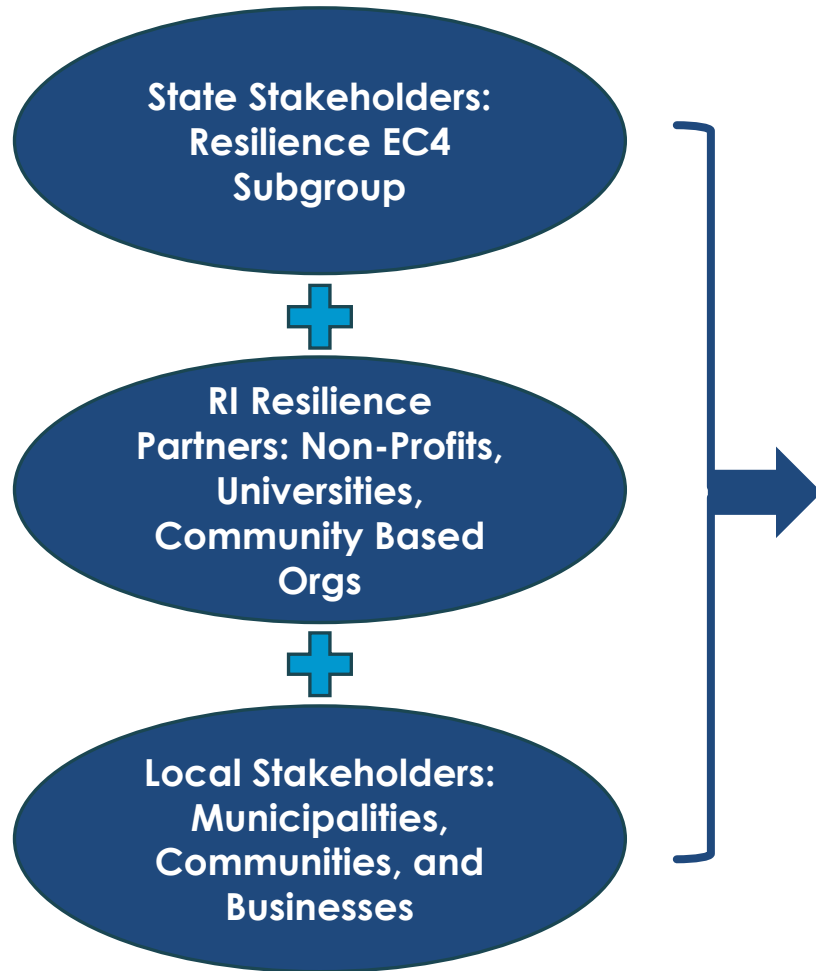 State Stakeholders:
Resilience EC4
Subgroup
RI Resilience
Partners: Non-Profits,
Universities,
Community Based
Orgs
Local Stakeholders:
Municipalities,
Communities, and
Businesses